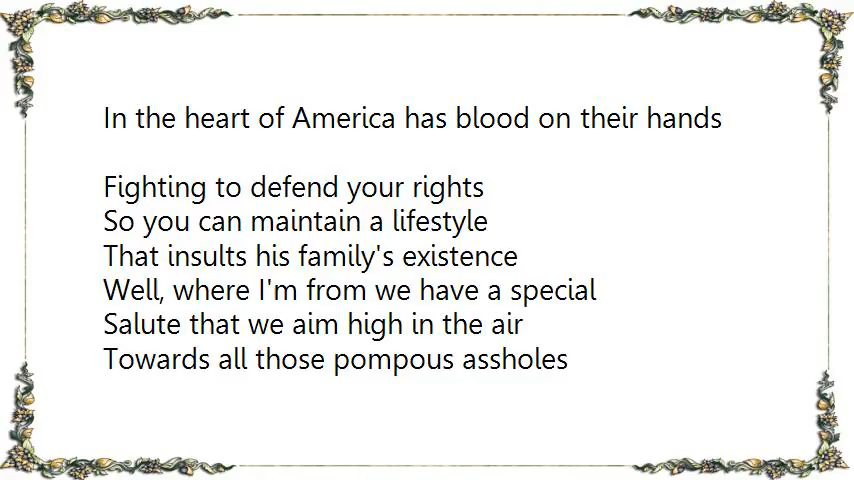 In the heart of America has blood on their hands
Fighting to defend your rights
So you can maintain a lifestyle
That insults his family's existence
Well, where I'm from we have a special
Salute that we aim high in the air
Towards all those pompous assholes